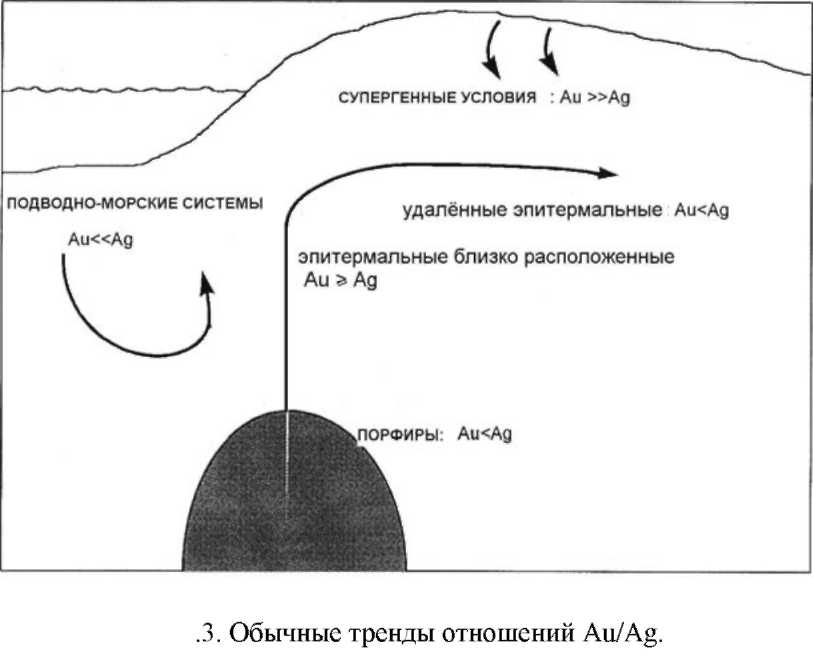 СУПЕРГЕННЫЕ УСЛОВИЯ : Au >>Ag
ПОДВОДНО-МОРСКИЕ СИСТЕМЫ
Au<<Ag
удалённые эпитермальные : Au<Ag
эпитермальные близко расположенные
Au ⩾ Ag
ПОРФИРЫ: Au<Ag
.3. Обычные тренды отношений Au/Ag.